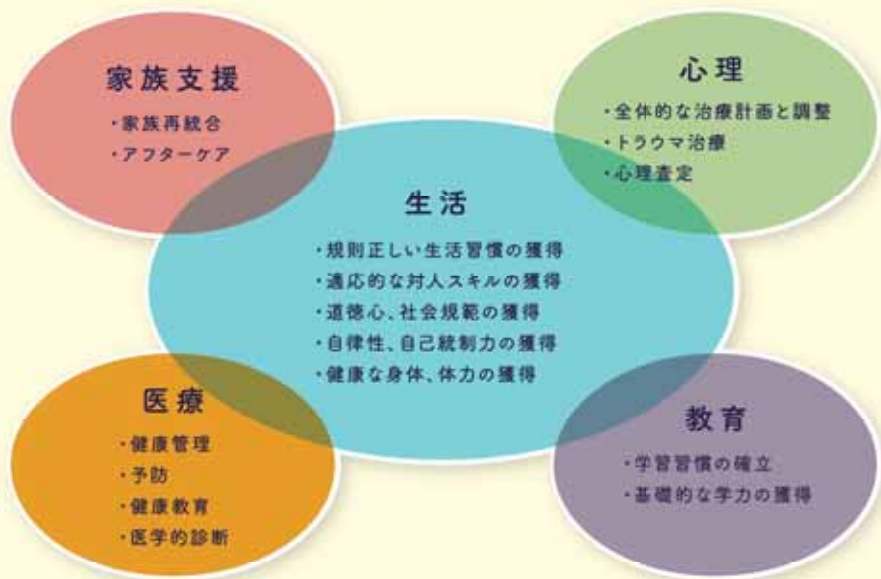 家族支援
・家族再統合
・アフターケア
心理
・全体的な治療計画と調整
・トラウマ治療
・心理査定
生活
・規則正しい生活習慣の獲得
・適応的な対人スキルの獲得
・道徳心、社会規範の獲得
・自律性、自己統制力の獲得
・健康な身体、体力の獲得
医療
・健康管理
・予防
・健康教育
・医学的診断
教育
・学習習慣の確立
・基礎的な学力の獲得